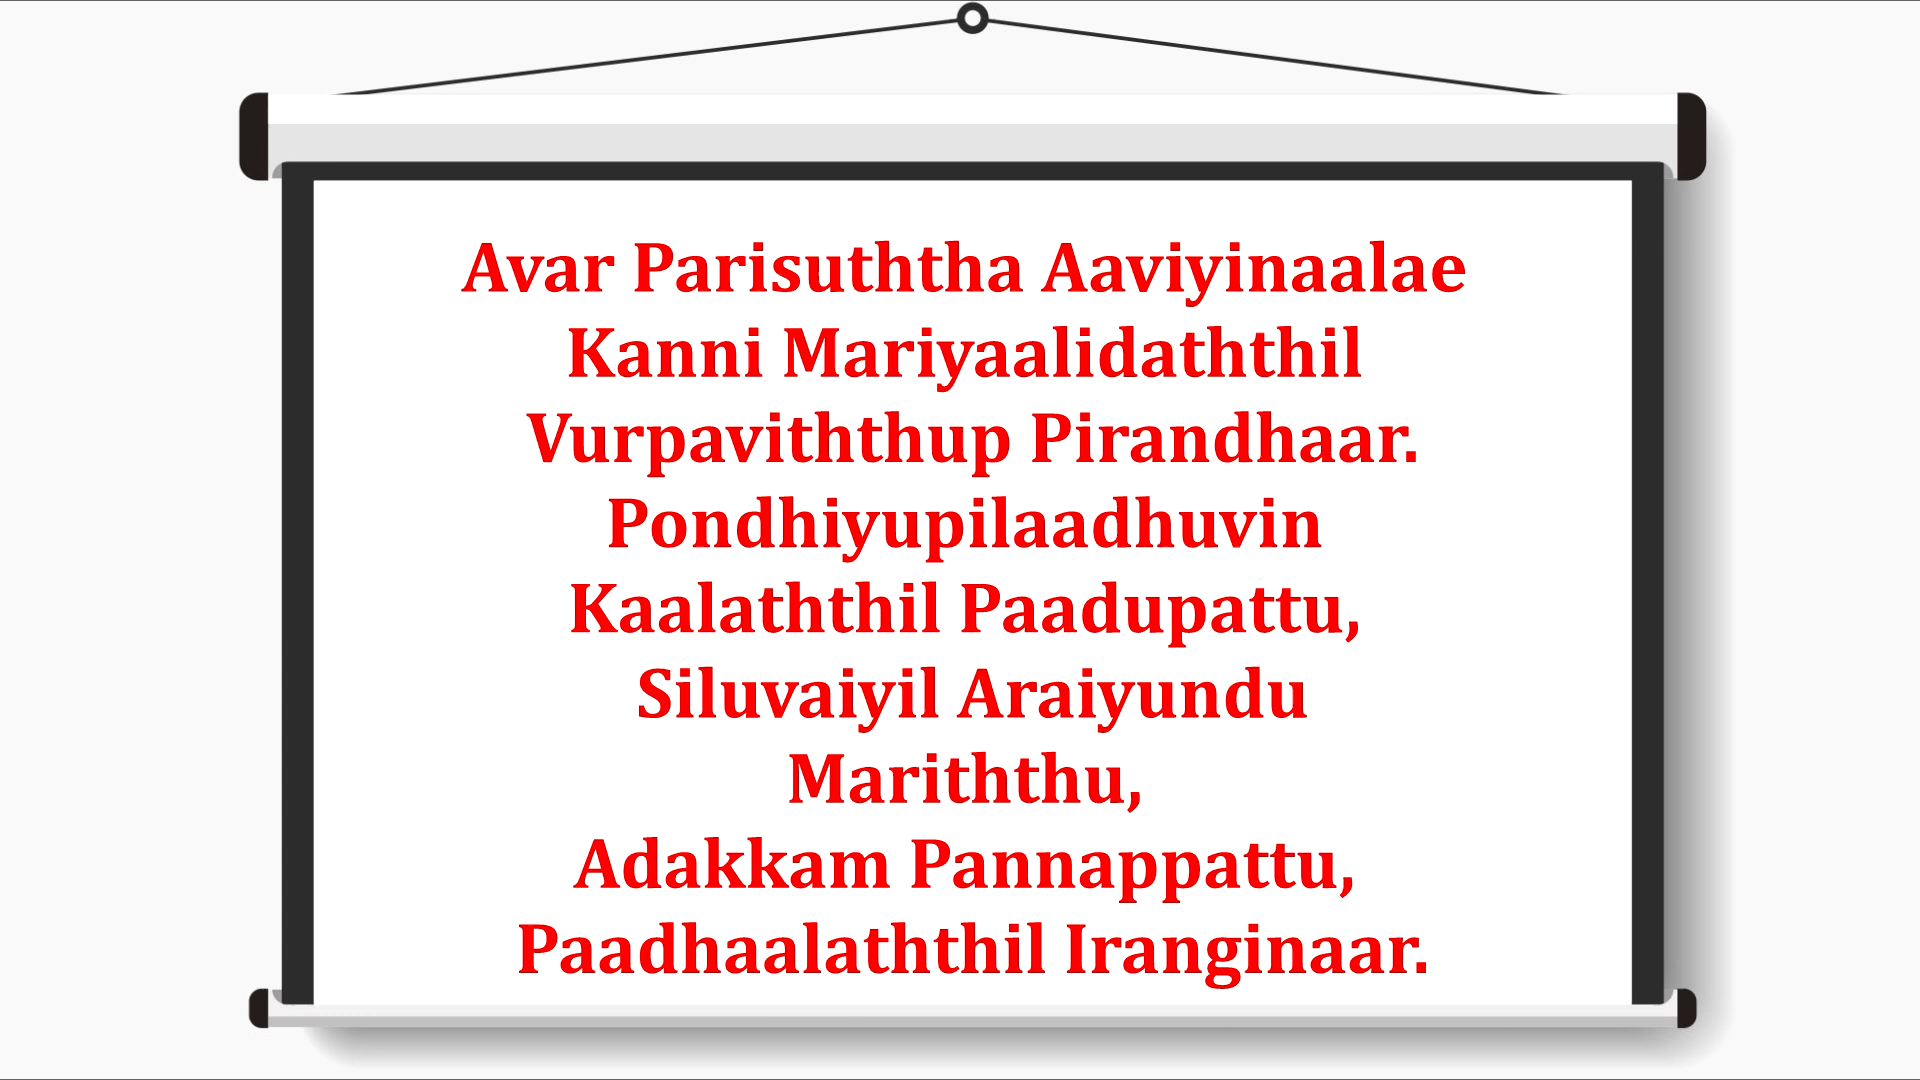 Avar Parisuththa Aaviyinaalae
Kanni Mariyaalidaththil
Vurpaviththup Pirandhaar.
Pondhiyupilaadhuvin
Kaalaththil Paadupattu,
Siluvaiyil Araiyundu
Mariththu,
Adakkam Pannappattu,
Paadhaalaththil Iranginaar.